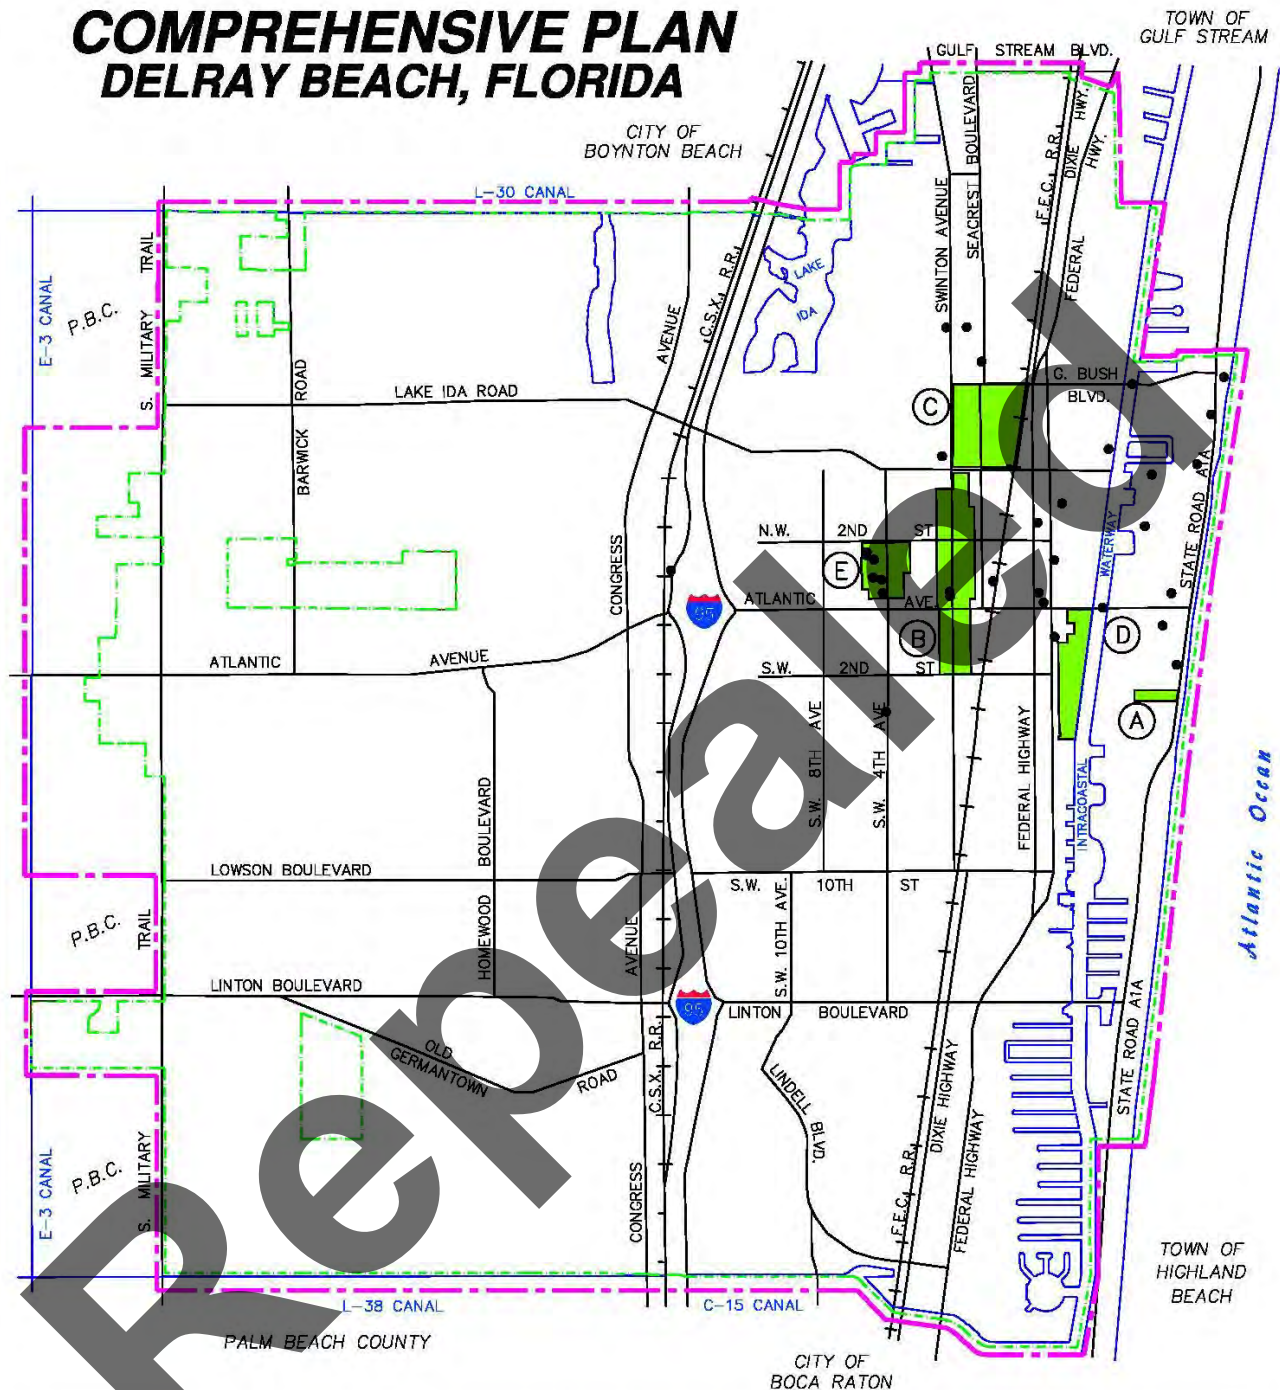 COMPREHENSIVE PLAN
DELRAY BEACH, FLORIDA
TOWN OF
GULF STREAM
GULF STREAM BLVD.
CITY OF
BOYNTON BEACH
L-30 CANAL
E-3 CANAL
P.B.C.
S. MILITARY TRAIL
BARWICK ROAD
LAKE IDA ROAD
CONGRESS AVENUE
C.S.X. R.R.
LAKE
IDA
SWINTON AVENUE
SEACREST BOULEVARD
F.E.C. R.R.
DIXIE HWY.
FEDERAL HWY.
G. BUSH
BLVD.
C
N.W. 2ND ST
E
ATLANTIC AVE.
95
B
D
S.W. 2ND ST
A
WATERWAY
STATE ROAD A1A
ATLANTIC AVENUE
S.W. 8TH AVE
S.W. 4TH AVE
FEDERAL HIGHWAY
INTRACOASTAL
Atlantic Ocean
HOMEWOOD BOULEVARD
LOWSON BOULEVARD
S.W. 10TH ST
P.B.C.
TRAIL
AVENUE
S.W. 10TH AVE.
LINTON BOULEVARD
95
LINTON BOULEVARD
OLD
GERMANTOWN
ROAD
C.S.X. R.R.
LINDELL BLVD.
DIXIE HIGHWAY
STATE ROAD A1A
F.E.C. R.R.
FEDERAL HIGHWAY
E-3 CANAL
P.B.C.
S. MILITARY
CONGRESS
TOWN OF
HIGHLAND
BEACH
L-38 CANAL
C-15 CANAL
PALM BEACH COUNTY
CITY OF
BOCA RATON
Repealed